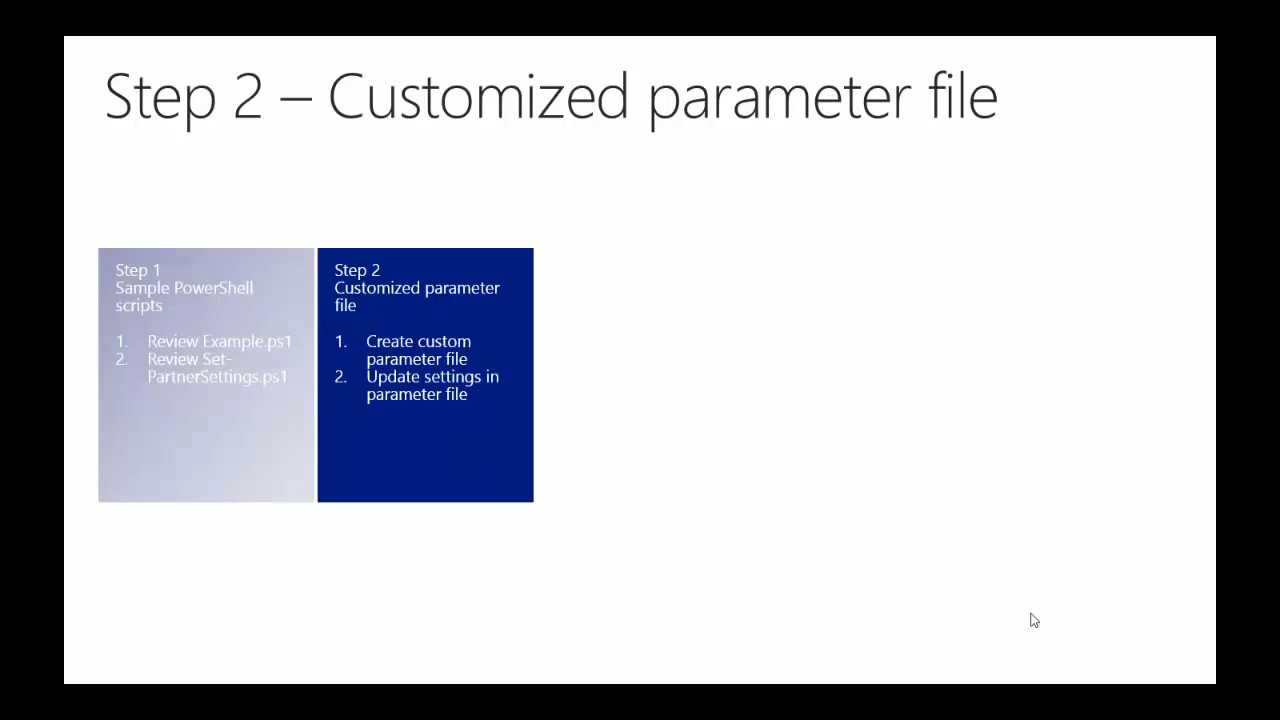 Step 2 – Customized parameter file
Step 1
Sample PowerShell
scripts
1. Review Example.ps1
2. Review Set-
PartnerSettings.ps1
Step 2
Customized parameter
file
1. Create custom
parameter file
2. Update settings in
parameter file